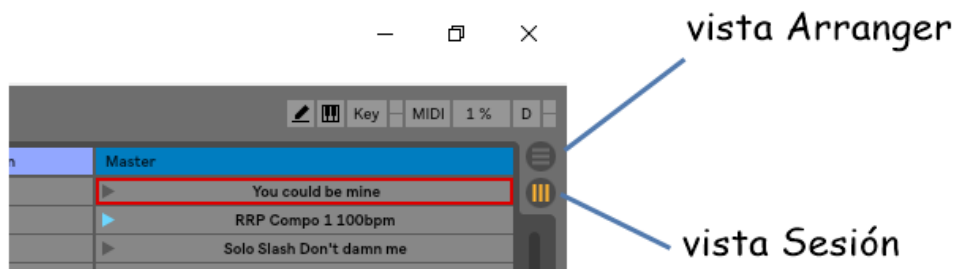 vista Arranger
Key MIDI 1 % D
n Master
You could be mine
RRP Compo 1 100bpm
vista Sesión
Solo Slash Don't damn me